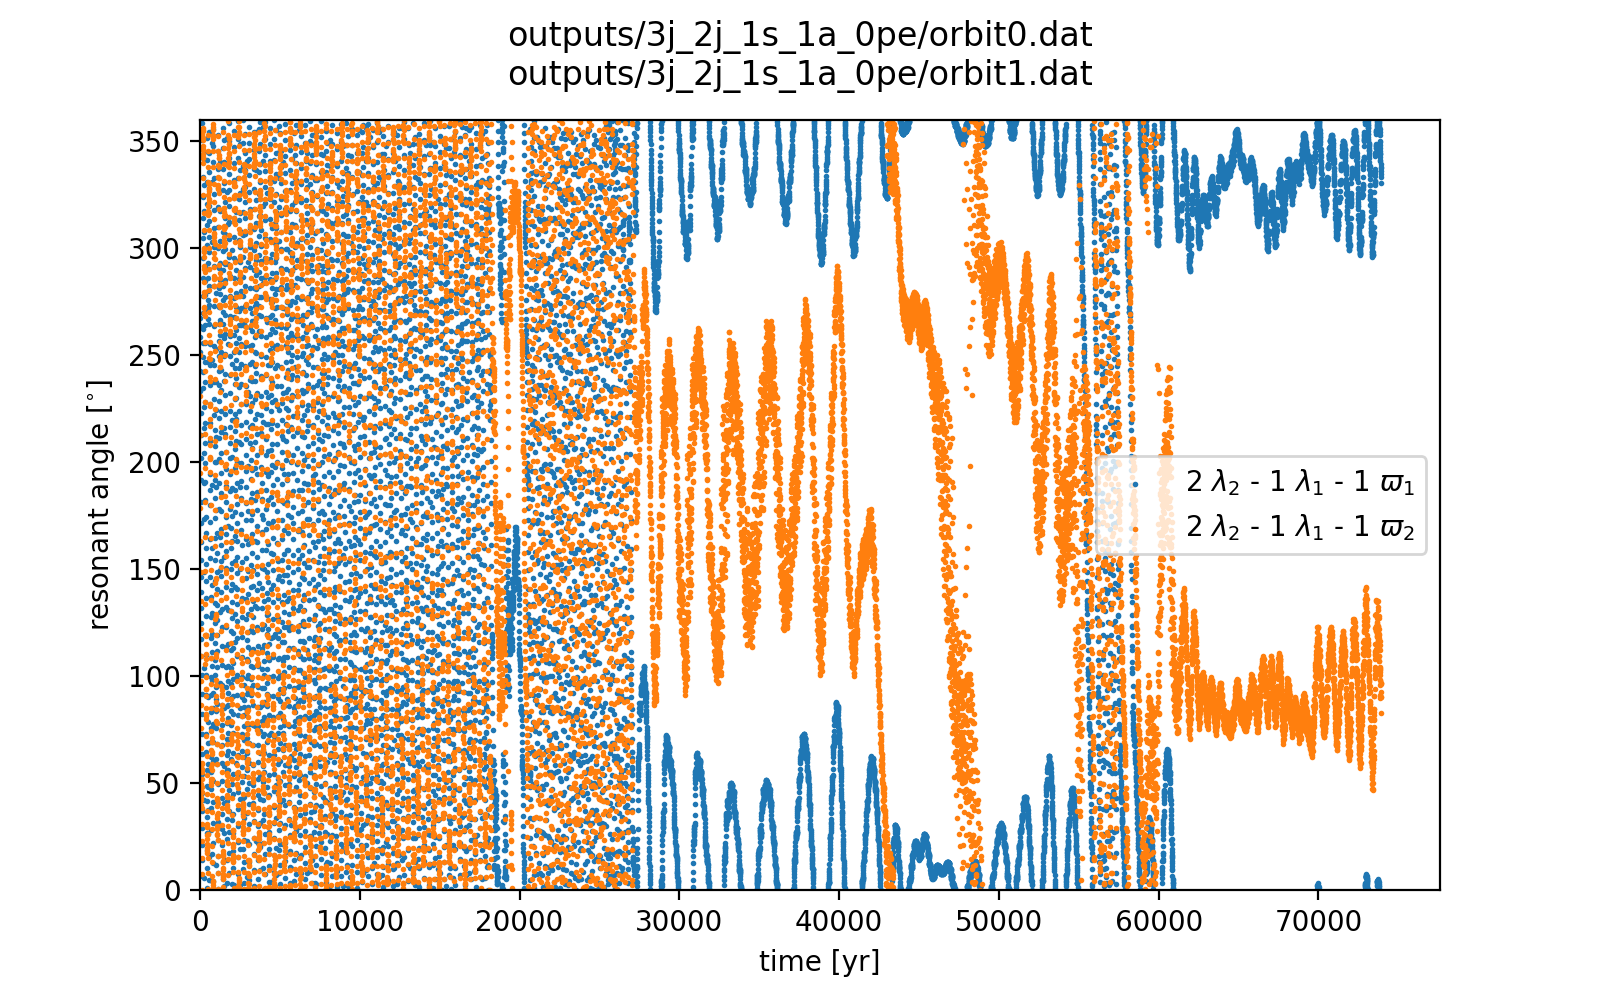 outputs/3j_2j_1s_1a_0pe/orbit0.dat
outputs/3j_2j_1s_1a_0pe/orbit1.dat
350
300
250
200
150
100
50
0
resonant angle [°]
2 λ₂ - 1 λ₁ - 1 ϖ₁
2 λ₂ - 1 λ₁ - 1 ϖ₂
0 10000 20000 30000 40000 50000 60000 70000
time [yr]